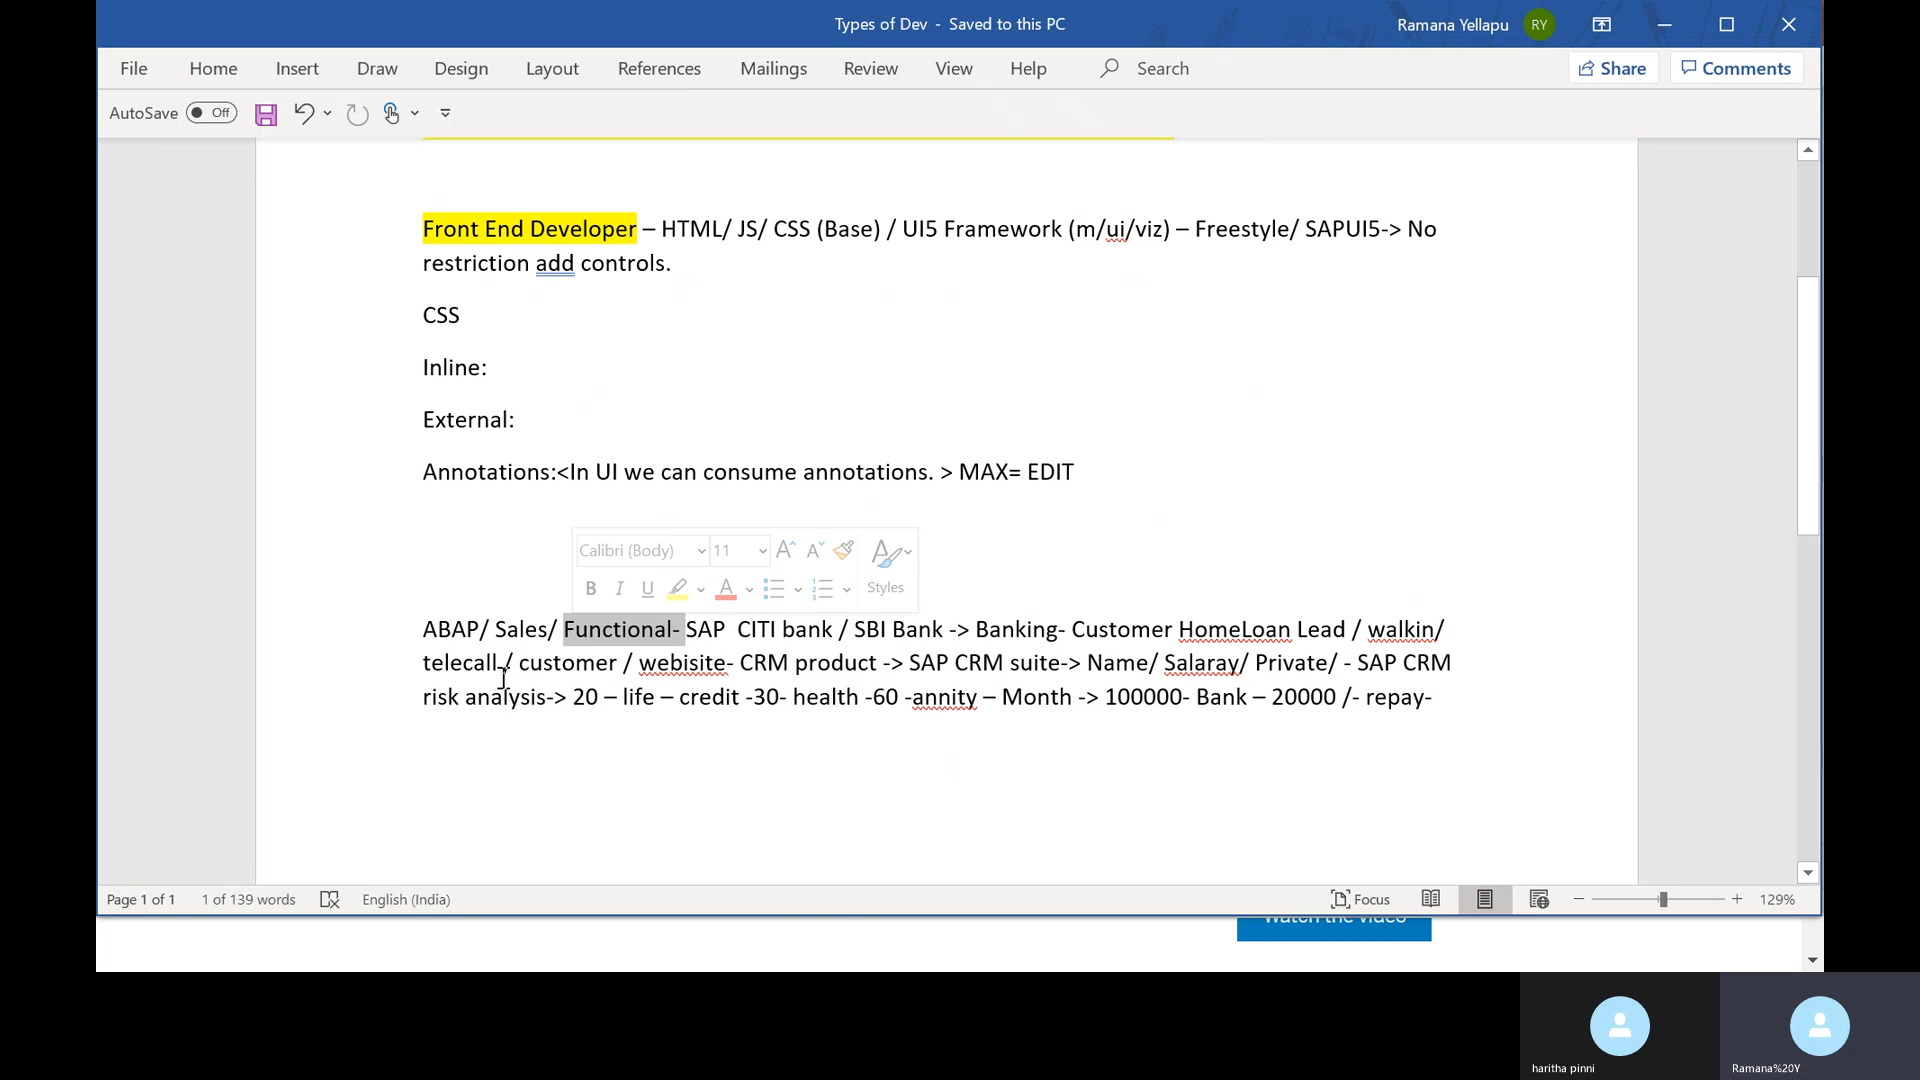 Types of Dev - Saved to this PC
Ramana Yellapu
RY
File Home Insert Draw Design Layout References Mailings Review View Help Search
Share
Comments
AutoSave Off
Front End Developer – HTML/ JS/ CSS (Base) / UI5 Framework (m/ui/viz) – Freestyle/ SAPUI5-> No
restriction add controls.
CSS
Inline:
External:
Annotations:<In UI we can consume annotations. > MAX= EDIT
Calibri (Body) 11
B I U Styles
ABAP/ Sales/ Functional- SAP  CITI bank / SBI Bank -> Banking- Customer HomeLoan Lead / walkin/
telecall / customer / webisite- CRM product -> SAP CRM suite-> Name/ Salaray/ Private/ - SAP CRM
risk analysis-> 20 – life – credit -30- health -60 -annity – Month -> 100000- Bank – 20000 /- repay-
Page 1 of 1 1 of 139 words English (India) Focus 129%
Watch the video
haritha pinni
Ramana%20Y